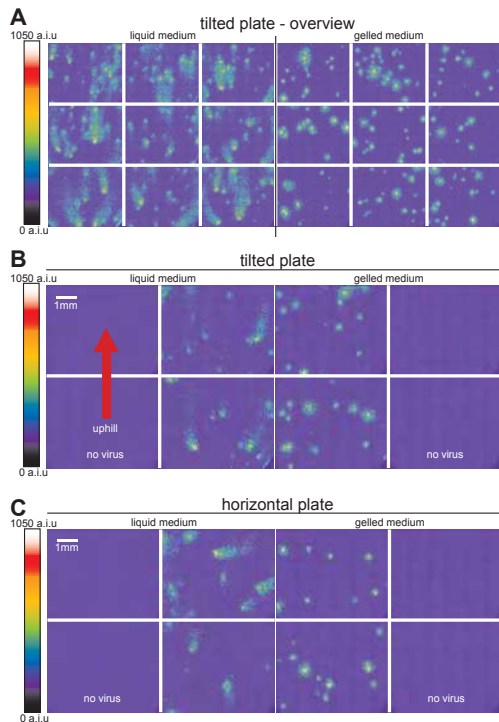 A
tilted plate - overview
1050 a.i.u
liquid medium
gelled medium
0 a.i.u
B
tilted plate
1050 a.i.u
liquid medium
gelled medium
1mm
uphill
no virus
no virus
0 a.i.u
C
horizontal plate
1050 a.i.u
liquid medium
gelled medium
1mm
no virus
no virus
0 a.i.u